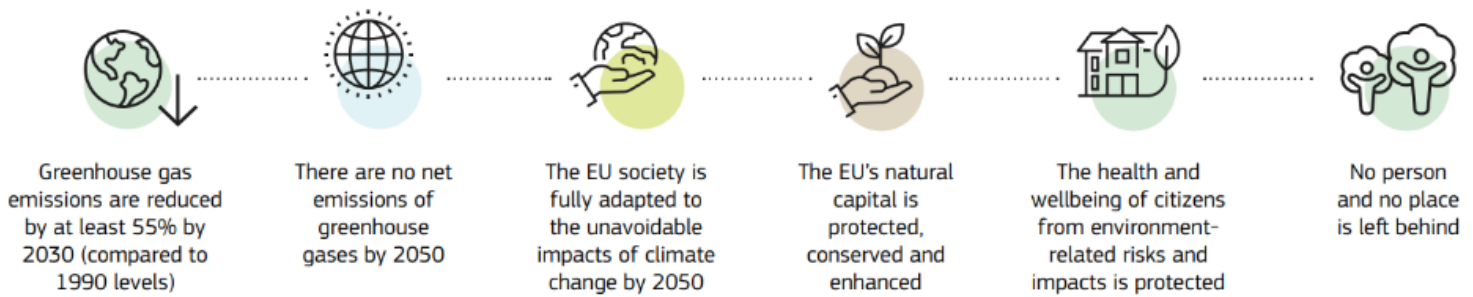 Greenhouse gas
emissions are reduced
by at least 55% by
2030 (compared to
1990 levels)
There are no net
emissions of
greenhouse
gases by 2050
The EU society is
fully adapted to
the unavoidable
impacts of climate
change by 2050
The EU's natural
capital is
protected,
conserved and
enhanced
The health and
wellbeing of citizens
from environment-
related risks and
impacts is protected
No person
and no place
is left behind